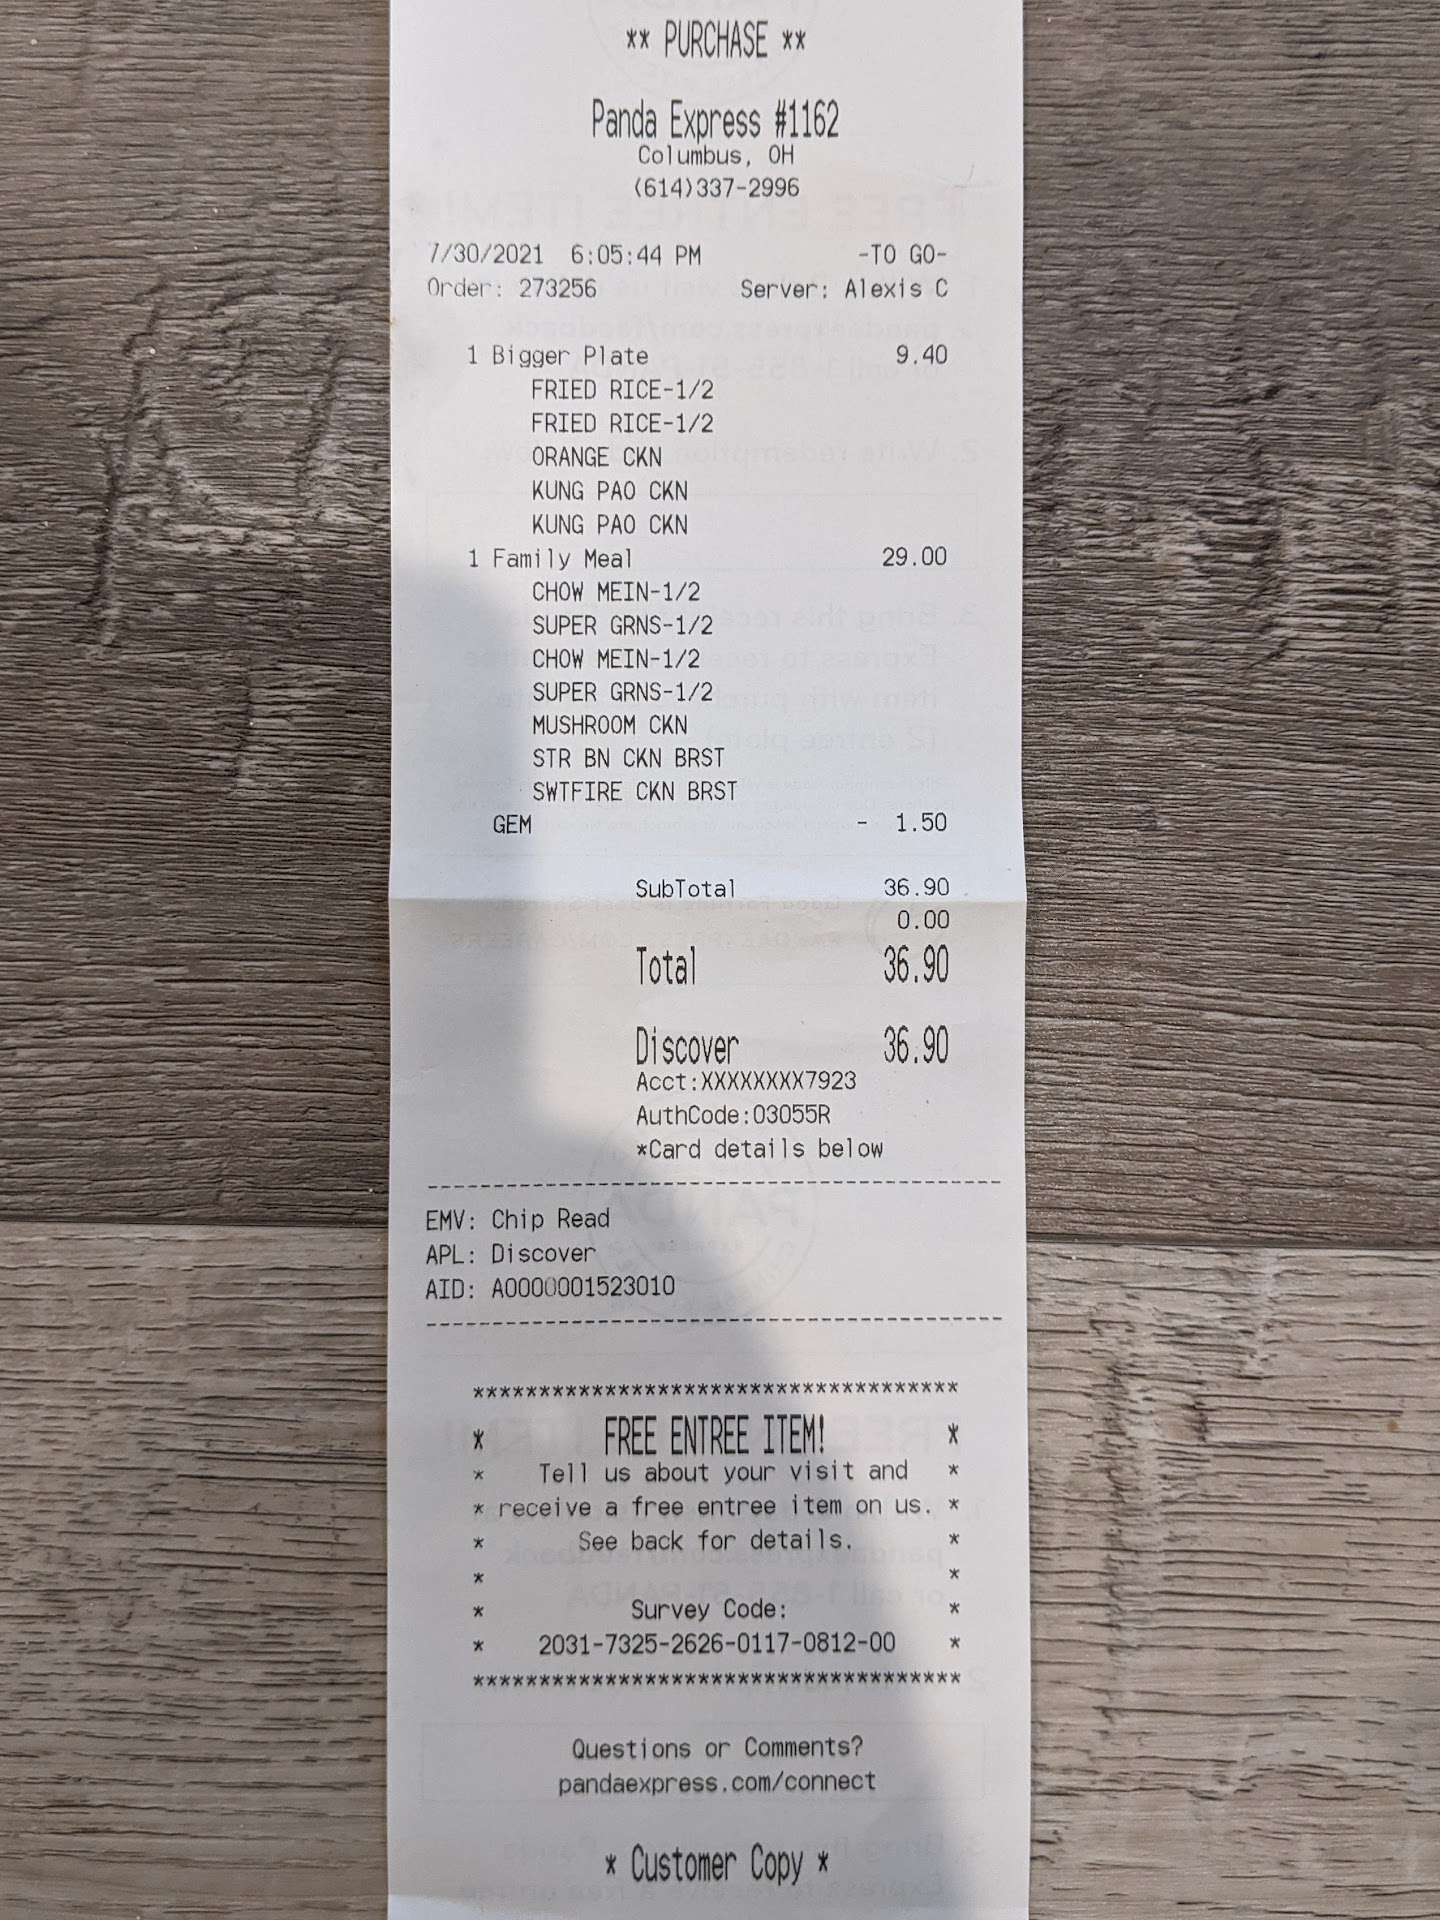 ** PURCHASE **
Panda Express #1162
Columbus, OH
(614)337-2996
7/30/2021 6:05:44 PM -TO GO-
Order: 273256 Server: Alexis C
1 Bigger Plate 9.40
FRIED RICE-1/2
FRIED RICE-1/2
ORANGE CKN
KUNG PAO CKN
KUNG PAO CKN
1 Family Meal 29.00
CHOW MEIN-1/2
SUPER GRNS-1/2
CHOW MEIN-1/2
SUPER GRNS-1/2
MUSHROOM CKN
STR BN CKN BRST
SWTFIRE CKN BRST
GEM - 1.50
SubTotal 36.90
0.00
Total 36.90
Discover 36.90
Acct:XXXXXXXX7923
AuthCode:03055R
*Card details below
------------------------------------------
EMV: Chip Read
APL: Discover
AID: A0000001523010
------------------------------------------
*************************************
* FREE ENTREE ITEM! *
* Tell us about your visit and *
* receive a free entree item on us. *
* See back for details. *
* *
* Survey Code: *
* 2031-7325-2626-0117-0812-00 *
*************************************
Questions or Comments?
pandaexpress.com/connect
* Customer Copy *